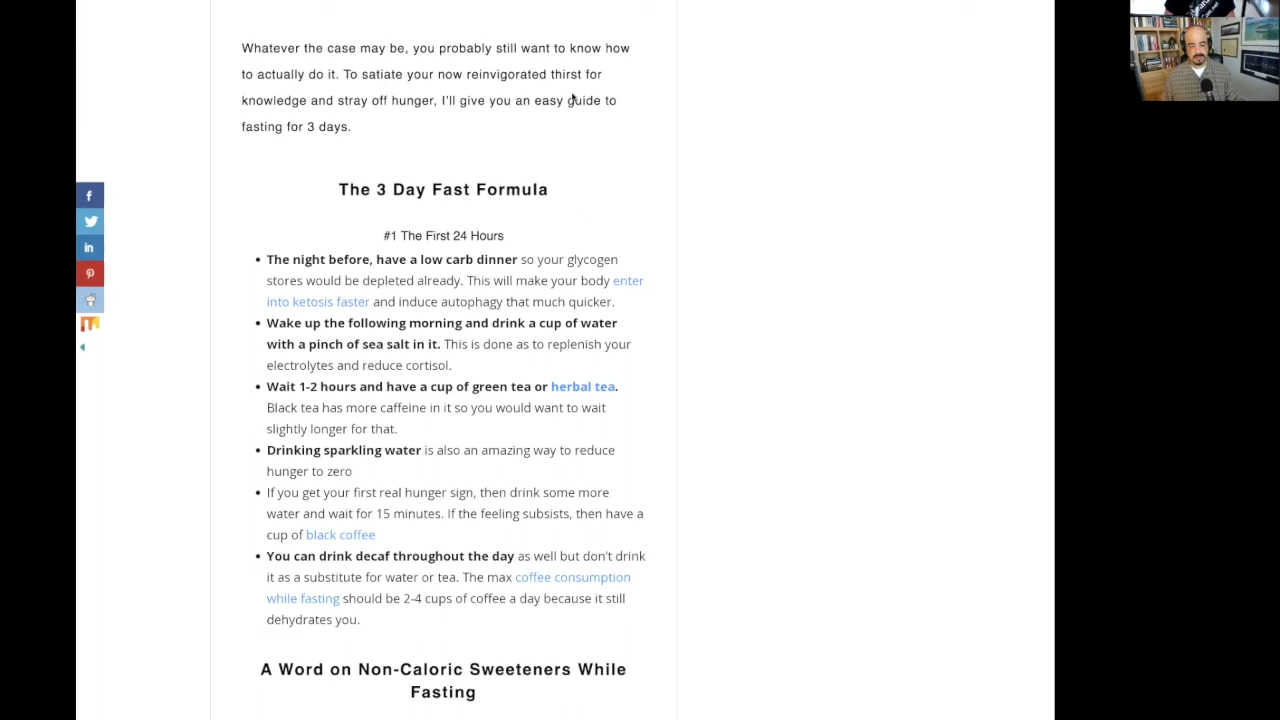 Whatever the case may be, you probably still want to know how
to actually do it. To satiate your now reinvigorated thirst for
knowledge and stray off hunger, I'll give you an easy guide to
fasting for 3 days.
The 3 Day Fast Formula
#1 The First 24 Hours
• The night before, have a low carb dinner so your glycogen
stores would be depleted already. This will make your body enter
into ketosis faster and induce autophagy that much quicker.
• Wake up the following morning and drink a cup of water
with a pinch of sea salt in it. This is done as to replenish your
electrolytes and reduce cortisol.
• Wait 1-2 hours and have a cup of green tea or herbal tea.
Black tea has more caffeine in it so you would want to wait
slightly longer for that.
• Drinking sparkling water is also an amazing way to reduce
hunger to zero
• If you get your first real hunger sign, then drink some more
water and wait for 15 minutes. If the feeling subsists, then have a
cup of black coffee
• You can drink decaf throughout the day as well but don't drink
it as a substitute for water or tea. The max coffee consumption
while fasting should be 2-4 cups of coffee a day because it still
dehydrates you.
A Word on Non-Caloric Sweeteners While
Fasting